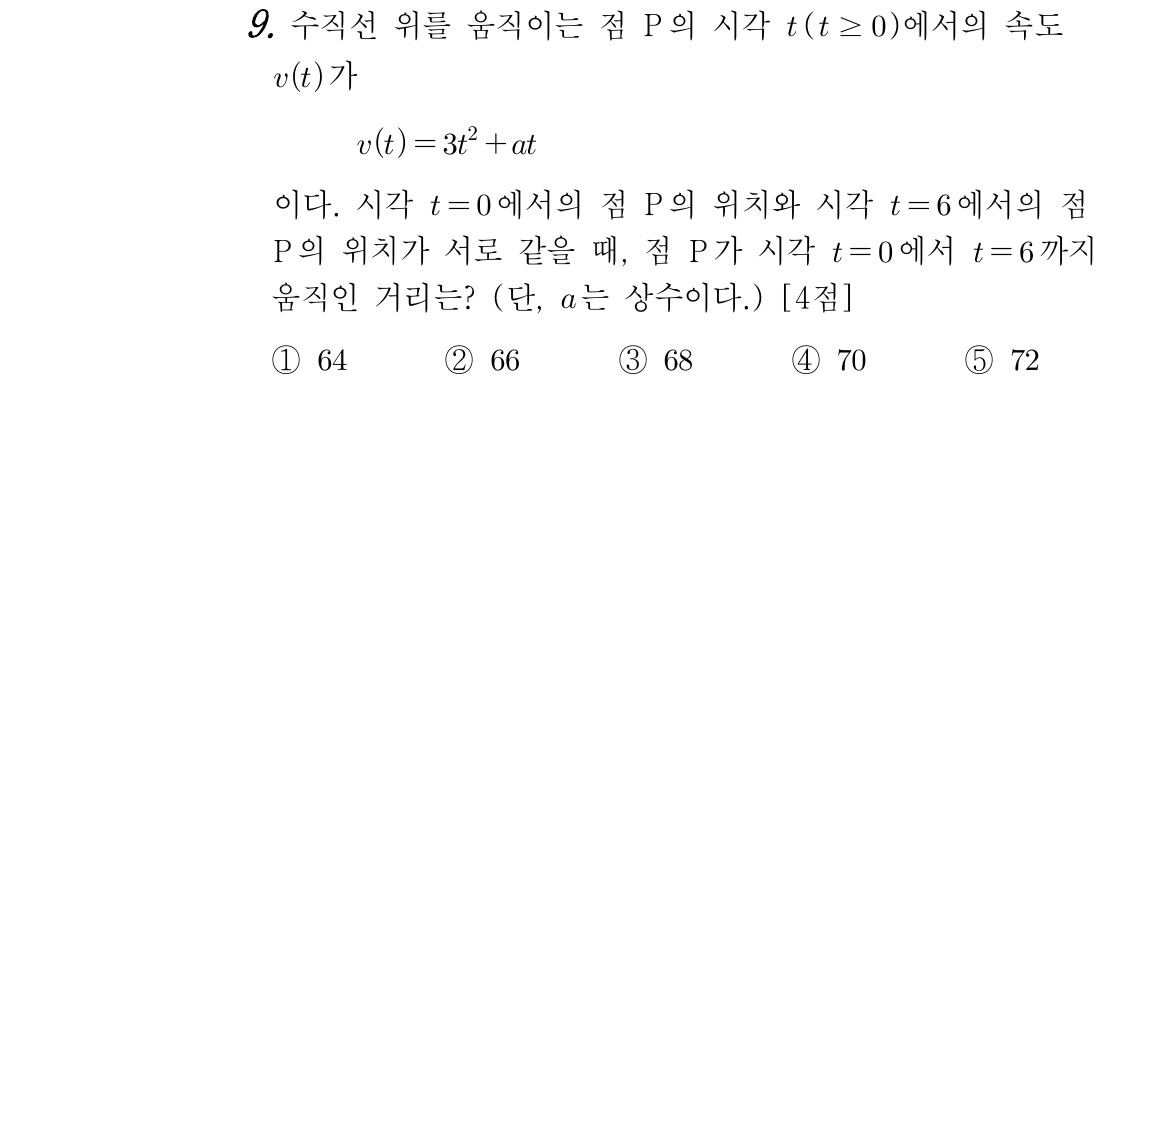 9. 수직선 위를 움직이는 점 P의 시각 t(t ≥ 0)에서의 속도
v(t)가
v(t) = 3t² + at
이다. 시각 t=0에서의 점 P의 위치와 시각 t=6에서의 점
P의 위치가 서로 같을 때, 점 P가 시각 t=0에서 t=6까지
움직인 거리는? (단, a는 상수이다.) [4점]
① 64 ② 66 ③ 68 ④ 70 ⑤ 72